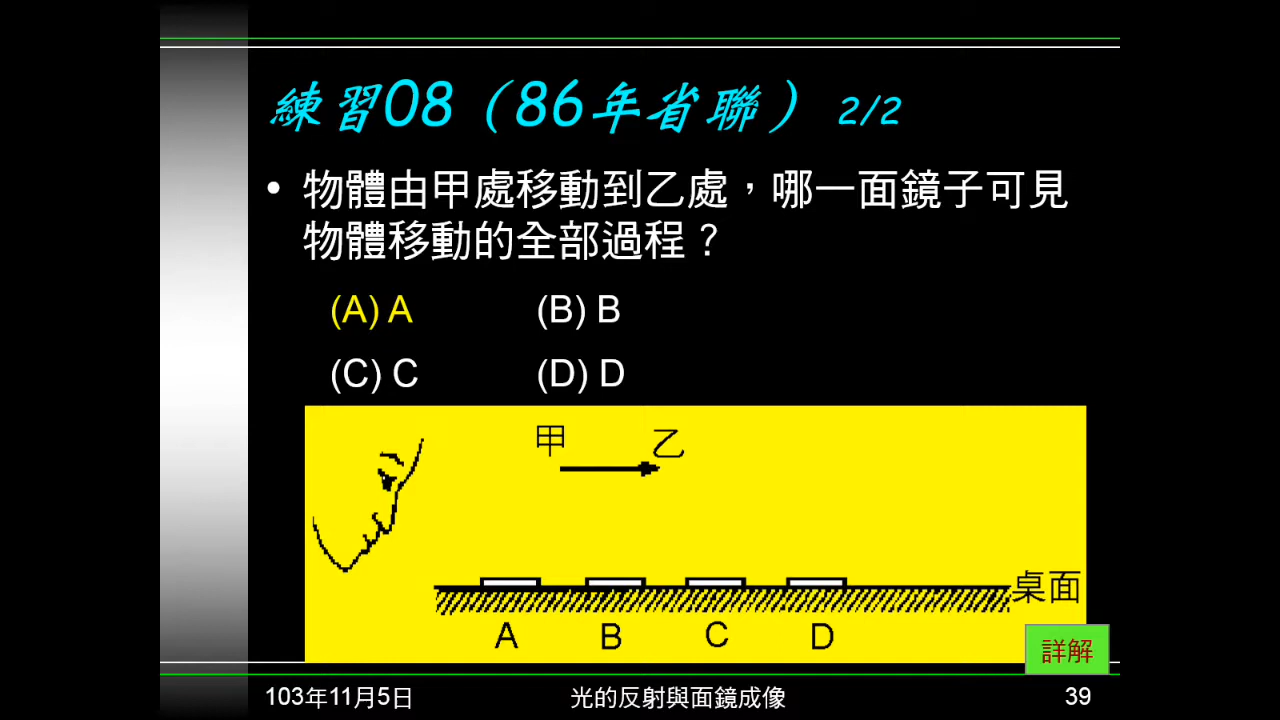 練習08（86年省聯） 2/2
• 物體由甲處移動到乙處，哪一面鏡子可見
物體移動的全部過程？
(A) A (B) B
(C) C (D) D
甲 乙
桌面
A B C D
詳解
103年11月5日 光的反射與面鏡成像 39